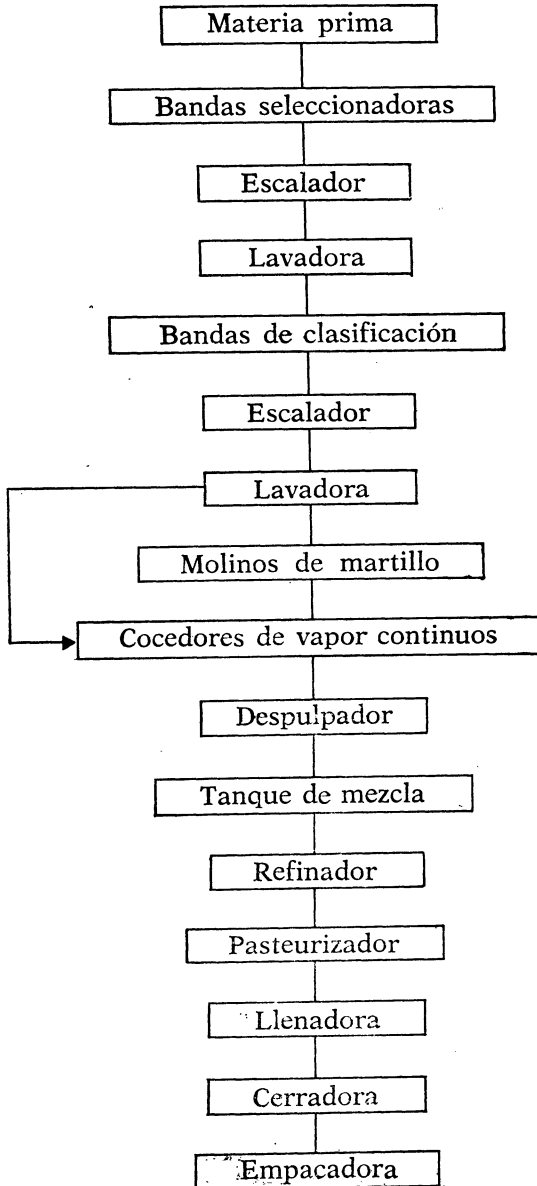 Materia prima
Bandas seleccionadoras
Escalador
Lavadora
Bandas de clasificación
Escalador
Lavadora
Molinos de martillo
Cocedores de vapor continuos
Despulpador
Tanque de mezcla
Refinador
Pasteurizador
Llenadora
Cerradora
Empacadora